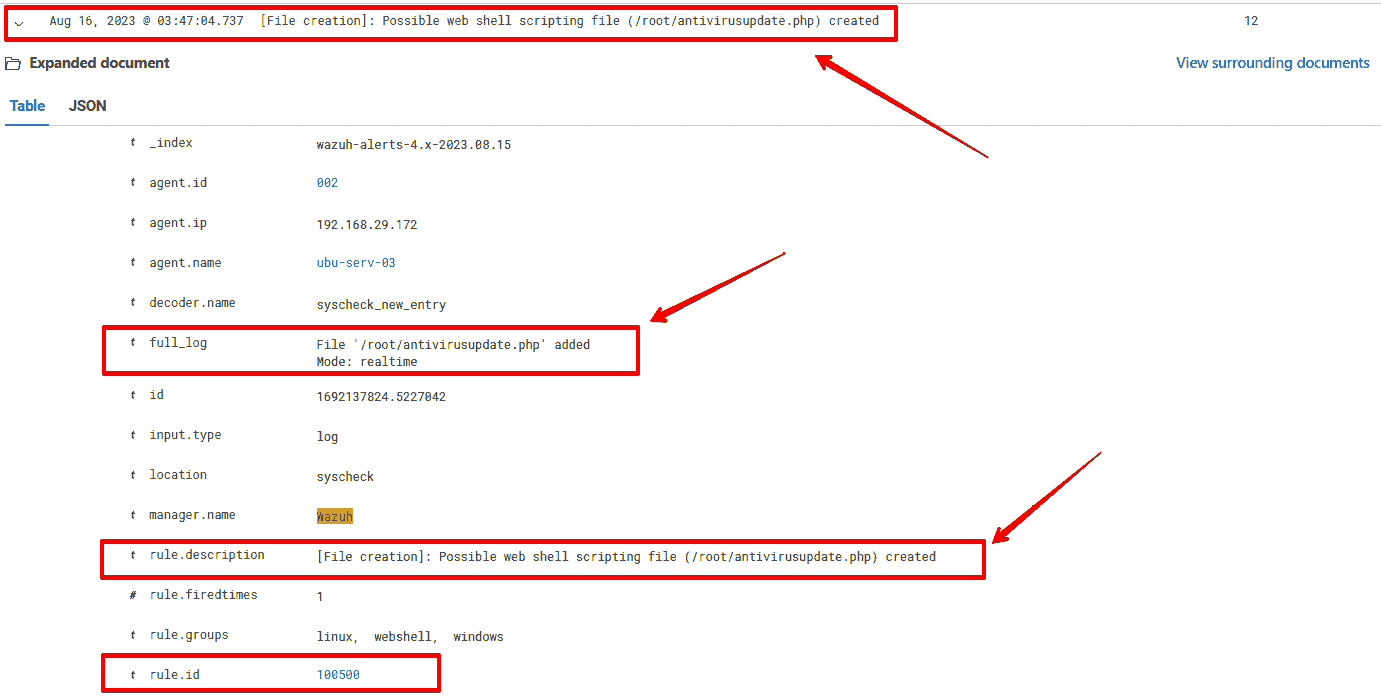 Aug 16, 2023 @ 03:47:04.737 [File creation]: Possible web shell scripting file (/root/antivirusupdate.php) created 12
Expanded document View surrounding documents
Table JSON
t _index wazuh-alerts-4.x-2023.08.15
t agent.id 002
t agent.ip 192.168.29.172
t agent.name ubu-serv-03
t decoder.name syscheck_new_entry
t full_log File '/root/antivirusupdate.php' added
Mode: realtime
t id 1692137824.5227042
t input.type log
t location syscheck
t manager.name Wazuh
t rule.description [File creation]: Possible web shell scripting file (/root/antivirusupdate.php) created
# rule.firedtimes 1
t rule.groups linux, webshell, windows
t rule.id 100500